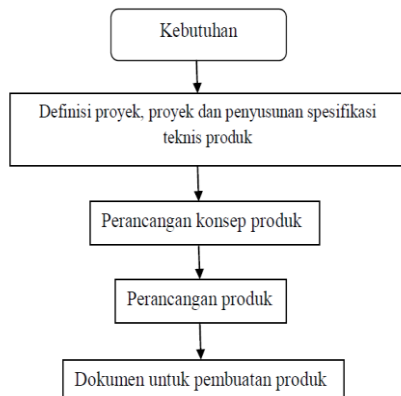 Kebutuhan
Definisi proyek, proyek dan penyusunan spesifikasi
teknis produk
Perancangan konsep produk
Perancangan produk
Dokumen untuk pembuatan produk